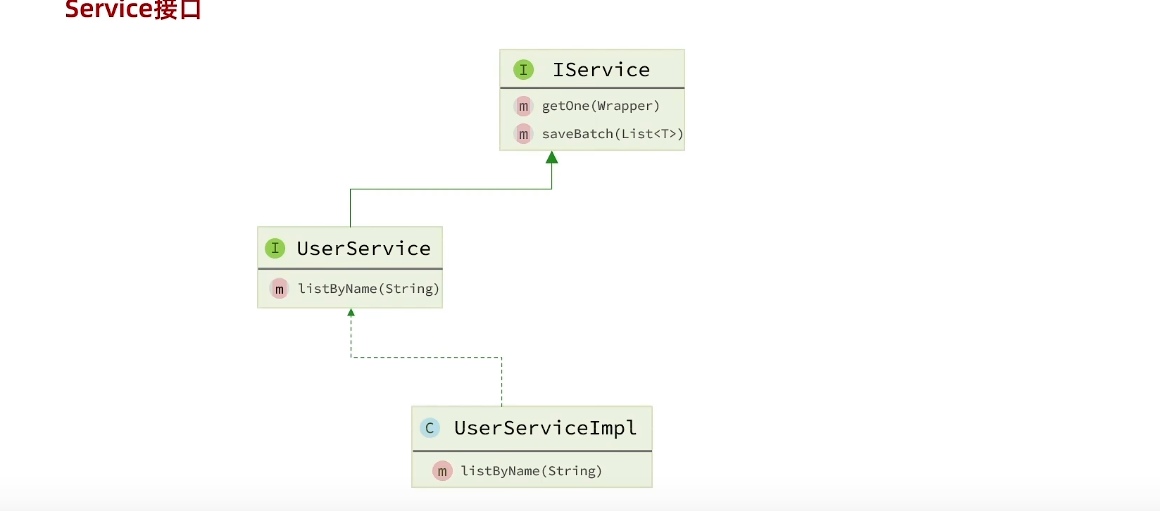 Service接口
I IService
m getOne(Wrapper)
m saveBatch(List<T>)
I UserService
m listByName(String)
C UserServiceImpl
m listByName(String)